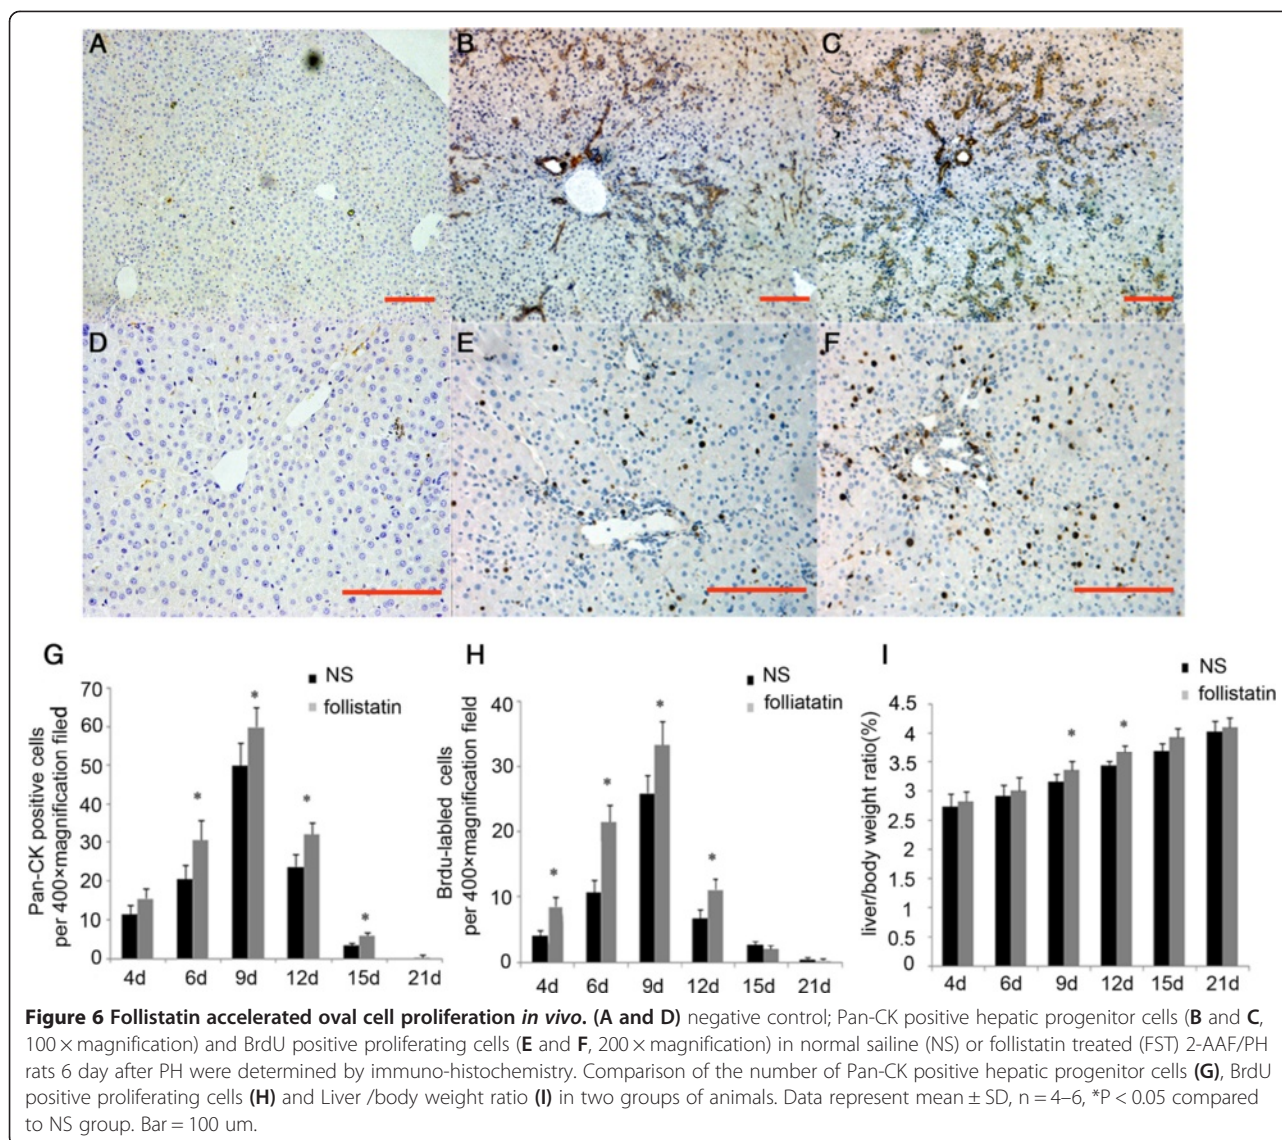 A
B
C
D
E
F
G
NS
follistatin
Pan-CK positive cells
per 400×magnification filed
70
60
50
40
30
20
10
0
*
*
*
*
4d 6d 9d 12d 15d 21d
H
NS
folliatatin
Brdu-labled cells
per 400×magnification field
40
30
20
10
0
*
*
*
*
4d 6d 9d 12d 15d 21d
I
NS
follistatin
liver/body weight ratio(%)
4.5
4
3.5
3
2.5
2
1.5
1
0.5
0
*
*
4d 6d 9d 12d 15d 21d
Figure 6 Follistatin accelerated oval cell proliferation in vivo. (A and D) negative control; Pan-CK positive hepatic progenitor cells (B and C,
100 × magnification) and BrdU positive proliferating cells (E and F, 200 × magnification) in normal sailine (NS) or follistatin treated (FST) 2-AAF/PH
rats 6 day after PH were determined by immuno-histochemistry. Comparison of the number of Pan-CK positive hepatic progenitor cells (G), BrdU
positive proliferating cells (H) and Liver /body weight ratio (I) in two groups of animals. Data represent mean ± SD, n = 4–6, *P < 0.05 compared
to NS group. Bar = 100 um.